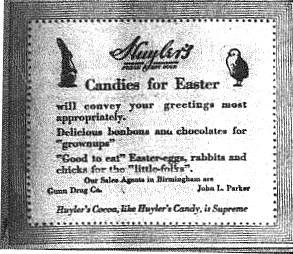 Huyler's
Candies for Easter
will convey your greetings most
appropriately.
Delicious bonbons and chocolates for
"grownups"
"Good to eat" Easter-eggs, rabbits and
chicks for the "little-folks".
Our Sales Agents in Birmingham are
Gunn Drug Co. John L. Parker
Huyler's Cocoa, like Huyler's Candy, is Supreme